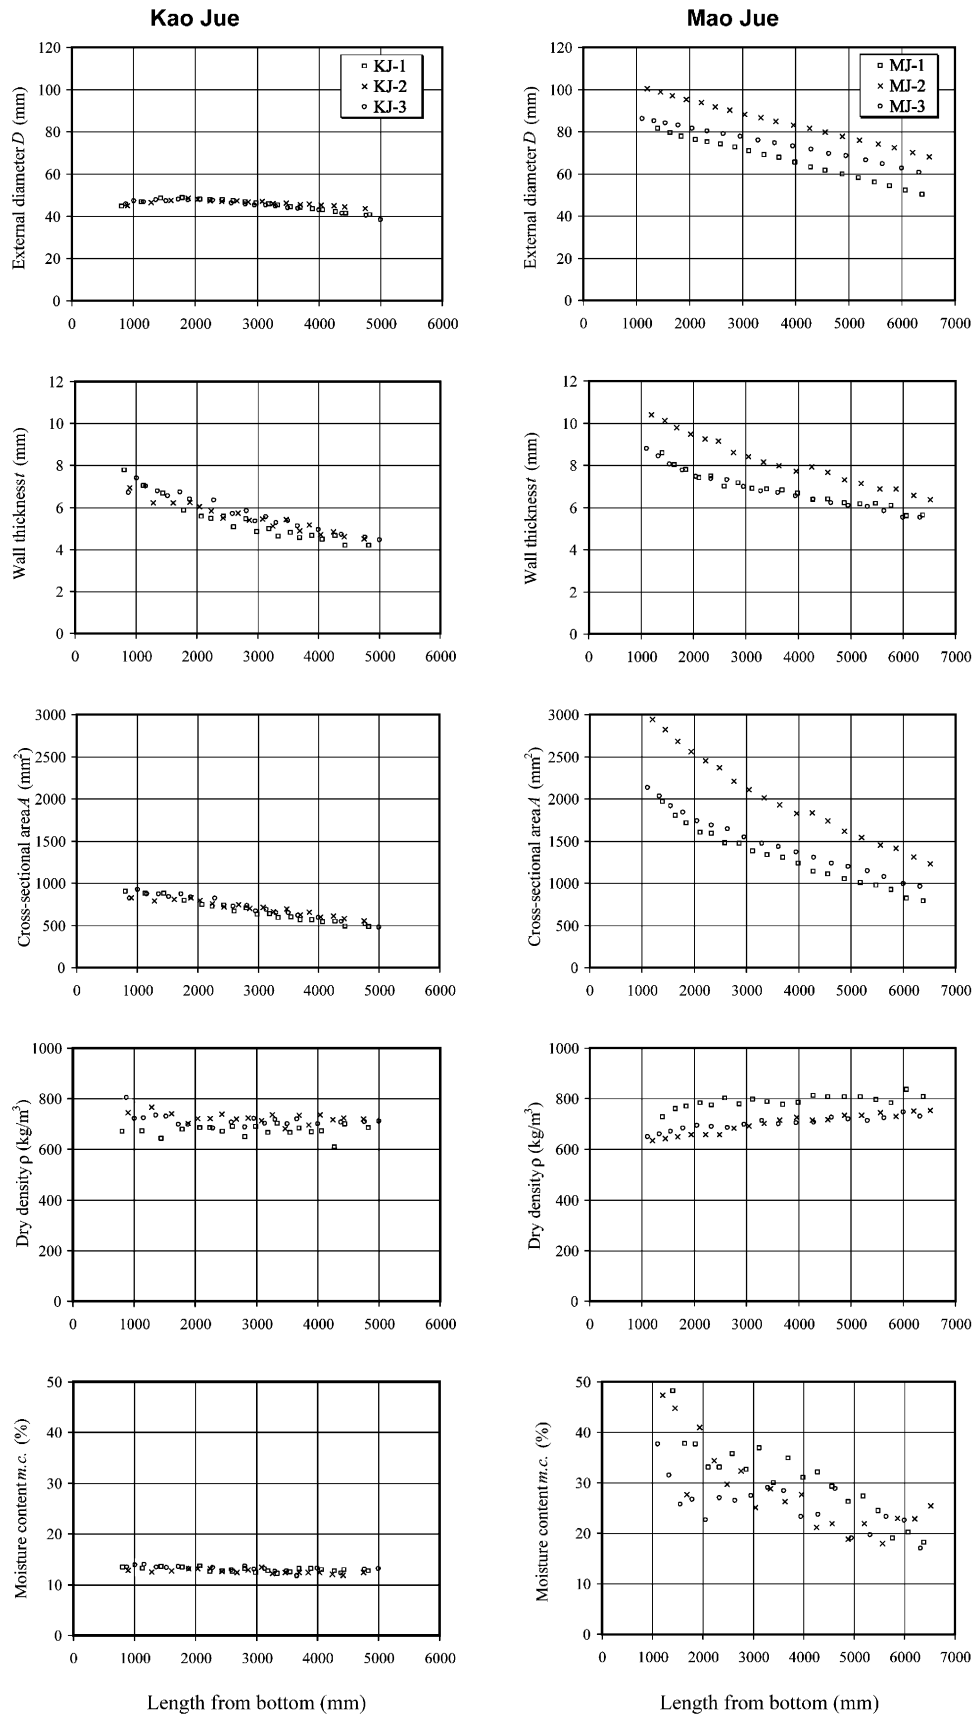 Kao Jue
Mao Jue
120
100
80
60
40
20
0
External diameter D (mm)
KJ-1
KJ-2
KJ-3
0 1000 2000 3000 4000 5000 6000
120
100
80
60
40
20
0
External diameter D (mm)
MJ-1
MJ-2
MJ-3
0 1000 2000 3000 4000 5000 6000 7000
12
10
8
6
4
2
0
Wall thickness t (mm)
0 1000 2000 3000 4000 5000 6000
12
10
8
6
4
2
0
Wall thickness t (mm)
0 1000 2000 3000 4000 5000 6000 7000
3000
2500
2000
1500
1000
500
0
Cross-sectional area A (mm²)
0 1000 2000 3000 4000 5000 6000
3000
2500
2000
1500
1000
500
0
Cross-sectional area A (mm²)
0 1000 2000 3000 4000 5000 6000 7000
1000
800
600
400
200
0
Dry density ρ (kg/m³)
0 1000 2000 3000 4000 5000 6000
1000
800
600
400
200
0
Dry density ρ (kg/m³)
0 1000 2000 3000 4000 5000 6000 7000
50
40
30
20
10
0
Moisture content m.c. (%)
0 1000 2000 3000 4000 5000 6000
Length from bottom (mm)
50
40
30
20
10
0
Moisture content m.c. (%)
0 1000 2000 3000 4000 5000 6000 7000
Length from bottom (mm)